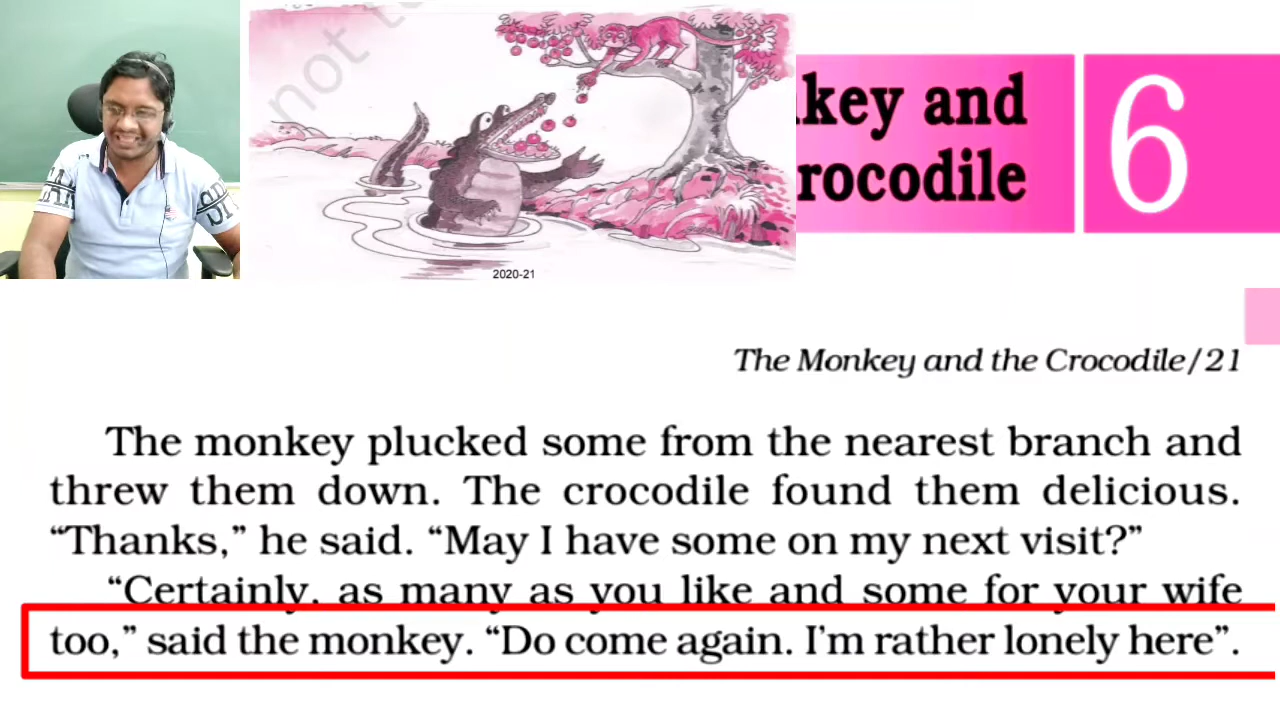 not t
key and
rocodile
6
2020-21
The Monkey and the Crocodile/21
The monkey plucked some from the nearest branch and
threw them down. The crocodile found them delicious.
“Thanks,” he said. “May I have some on my next visit?”
“Certainly, as many as you like and some for your wife
too,” said the monkey. “Do come again. I’m rather lonely here”.